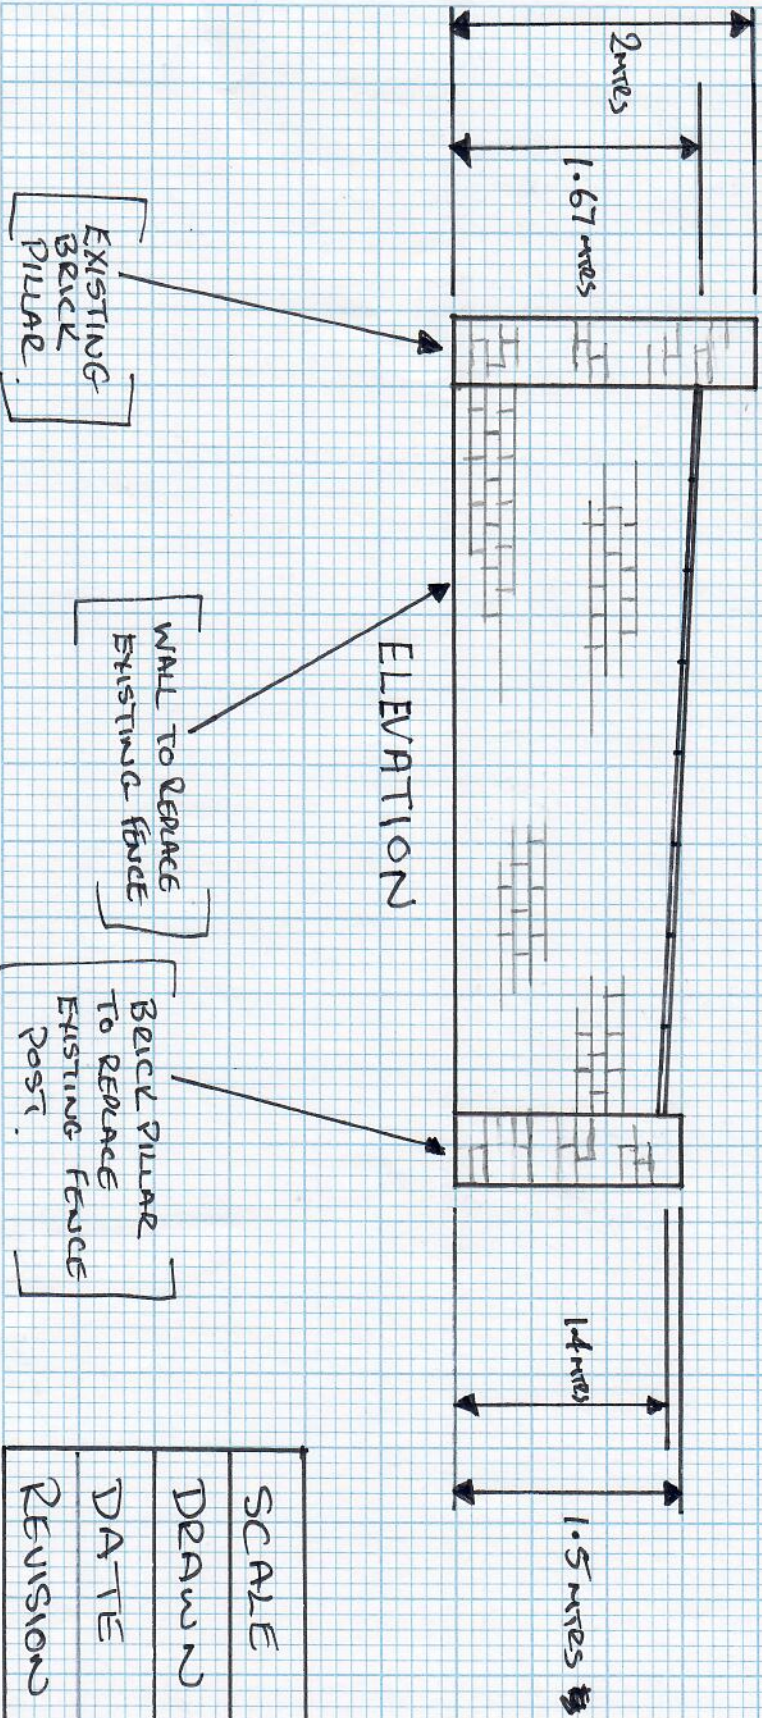 2MTRS
1.67 MTRS
1.4 MTRS
1.5 MTRS
ELEVATION
EXISTING
BRICK
PILLAR.
WALL TO REPLACE
EXISTING FENCE
BRICK PILLAR
TO REPLACE
EXISTING FENCE
POST.
SCALE
DRAWN
DATE
REVISION